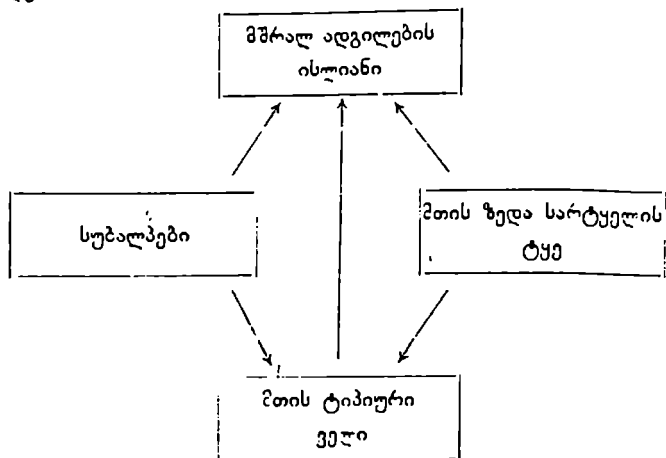 მშრალ ადგილების
ისლიანი
სუბალპები
მთის ზედა სარტყელის
ტყე
მთის ტიპიური
ველი